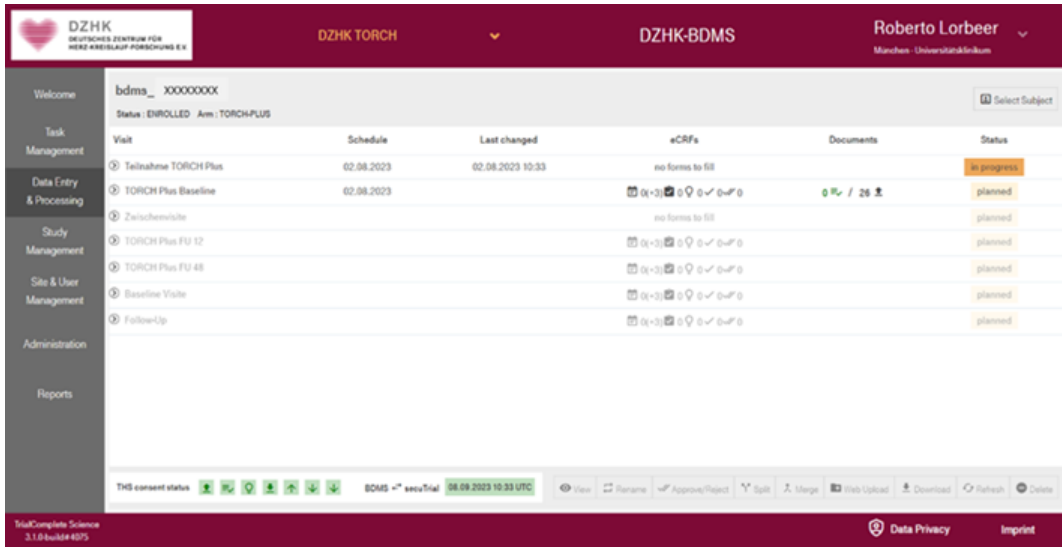 DZHK
DEUTSCHES ZENTRUM FÜR
HERZ-KREISLAUF-FORSCHUNG E.V.
DZHK TORCH
DZHK-BDMS
Roberto Lorbeer
München - Universitätsklinikum
Welcome
Task
Management
Data Entry
& Processing
Study
Management
Site & User
Management
Administration
Reports
bdms_ XXXXXXXX
Status : ENROLLED Arm : TORCH-PLUS
Select Subject
Visit Schedule Last changed eCRFs Documents Status
Teilnahme TORCH Plus 02.08.2023 02.08.2023 10:33 no forms to fill in progress
TORCH Plus Baseline 02.08.2023 0(+3) 0 0 0 0 / 26 planned
Zwischenvisite no forms to fill planned
TORCH Plus FU 12 0(+3) 0 0 0 planned
TORCH Plus FU 48 0(+3) 0 0 0 planned
Baseline Visite 0(+3) 0 0 0 planned
Follow-Up 0(+3) 0 0 0 planned
THS consent status BDMS secuTrial 08.09.2023 10:33 UTC View Rename Approve/Reject Split Merge Web Upload Download Refresh Delete
TrialComplete Science
3.1.0-build#4075
Data Privacy Imprint